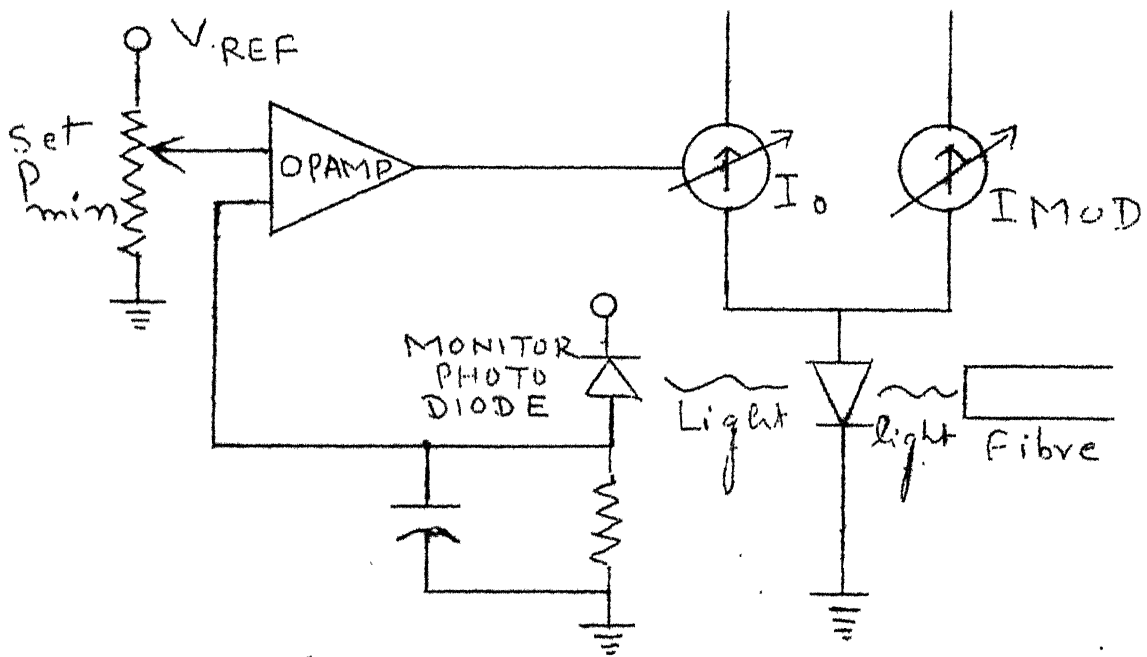 V.REF
Set
Pmin
OPAMP
I0
IMOD
MONITOR
PHOTO
DIODE
Light
light
Fibre